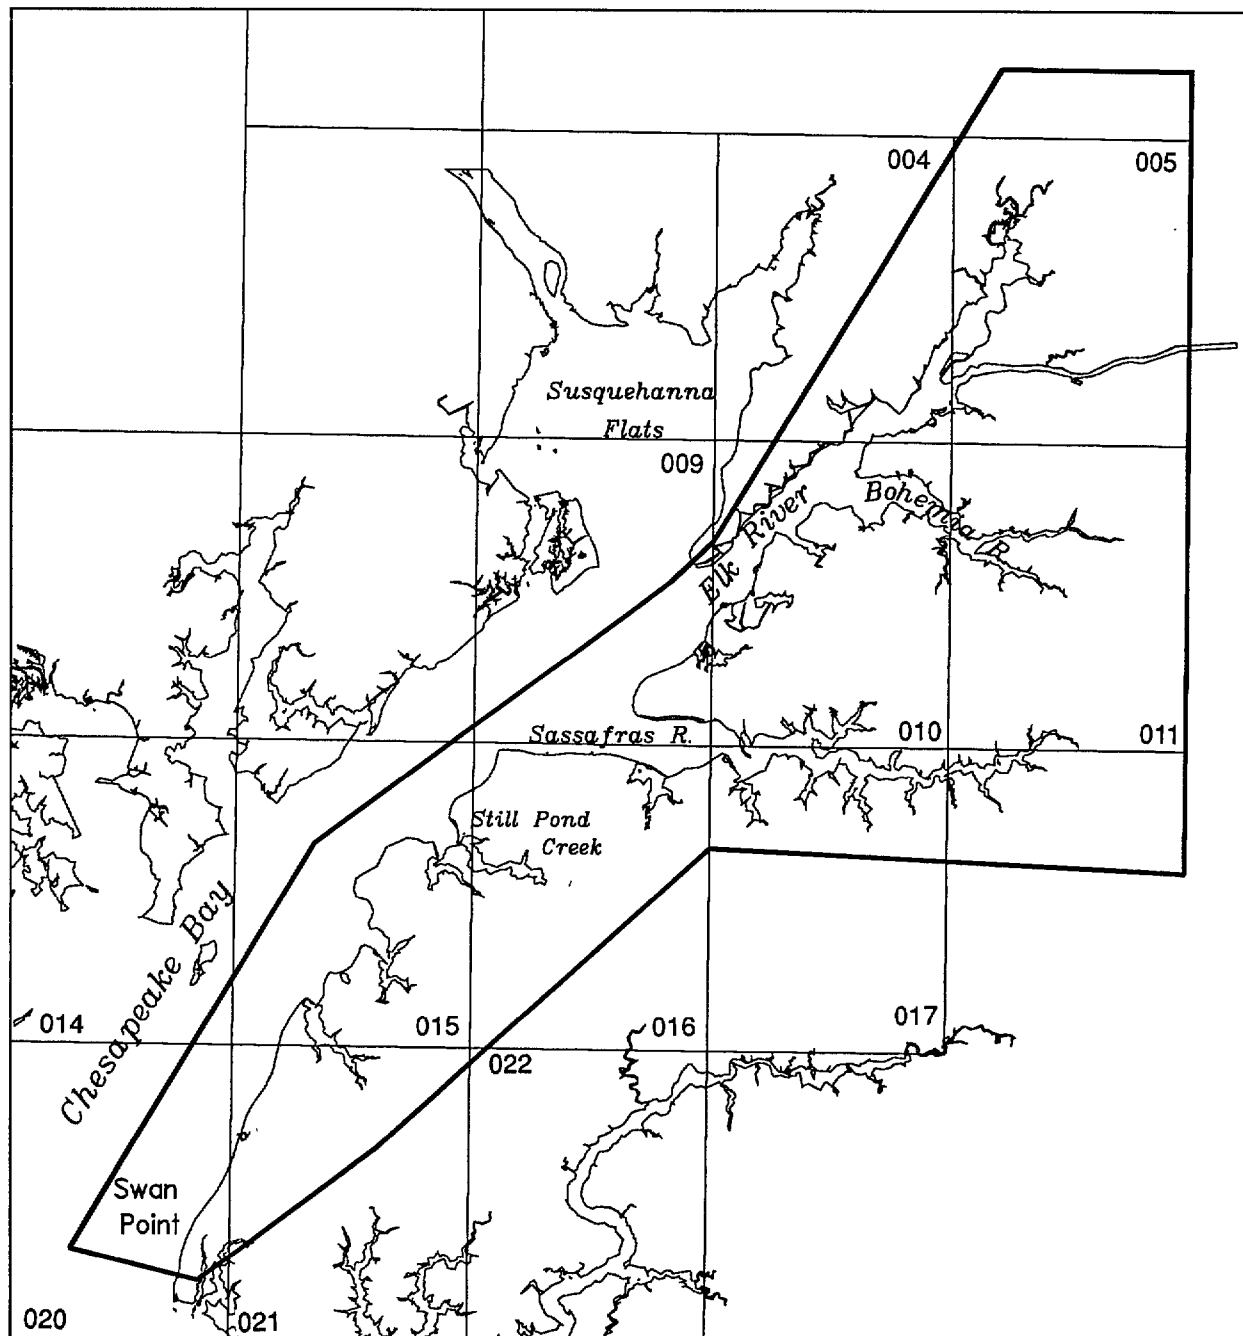 004
005
Susquehanna
Flats
009
Bohemia R.
Elk River
Sassafras R.
010
011
Still Pond
Creek
Chesapeake Bay
014
015
016
017
022
Swan
Point
020
021